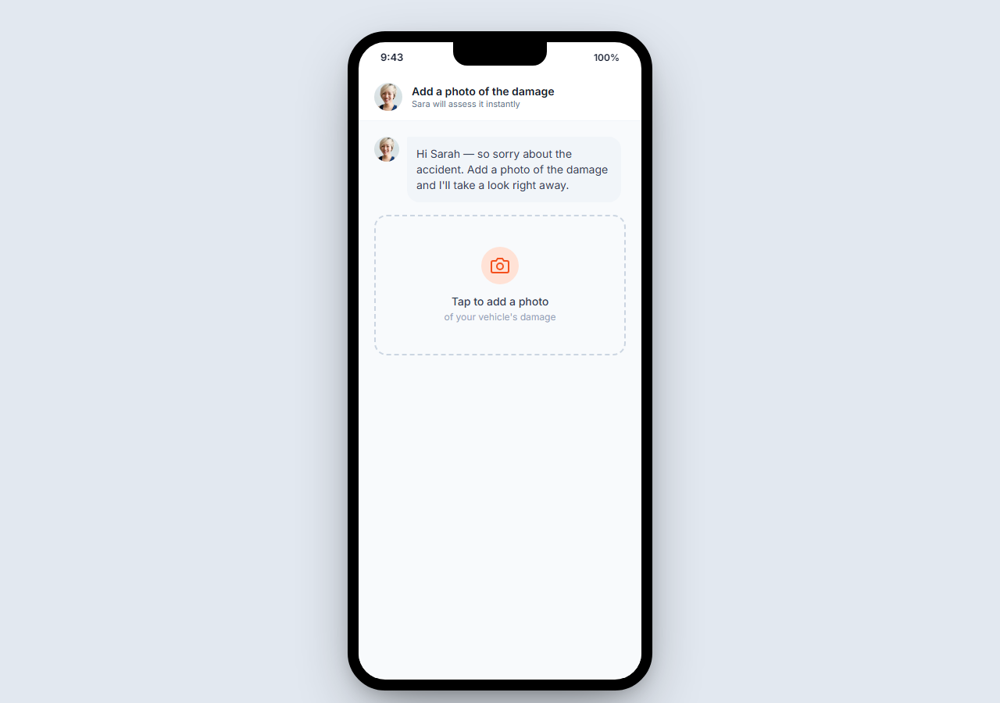 9:43
100%
Add a photo of the damage
Sara will assess it instantly
Hi Sarah — so sorry about the
accident. Add a photo of the damage
and I'll take a look right away.
Tap to add a photo
of your vehicle's damage